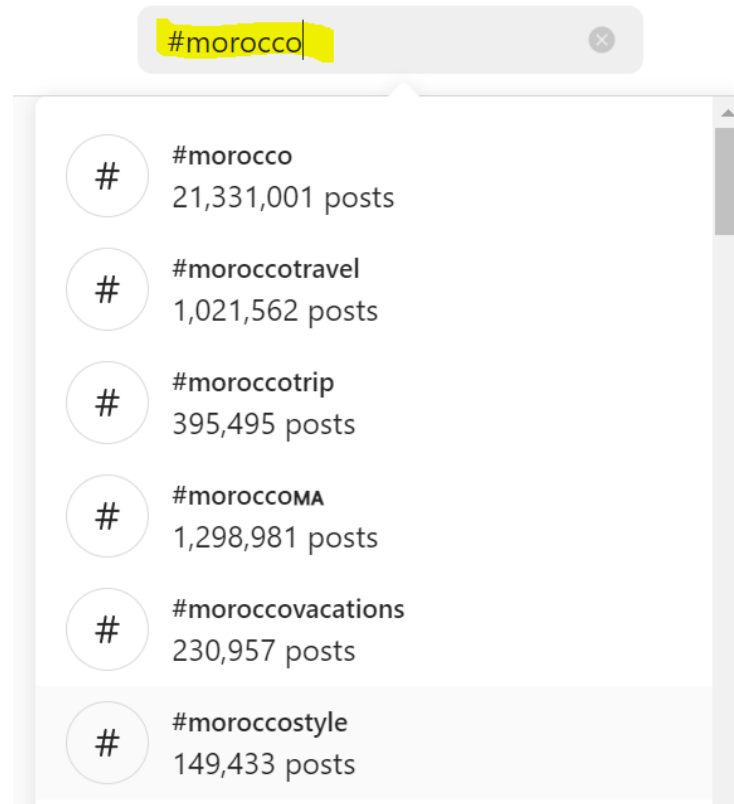 #morocco
#
#morocco
21,331,001 posts
#
#moroccotravel
1,021,562 posts
#
#moroccotrip
395,495 posts
#
#moroccoMA
1,298,981 posts
#
#moroccovacations
230,957 posts
#
#moroccostyle
149,433 posts